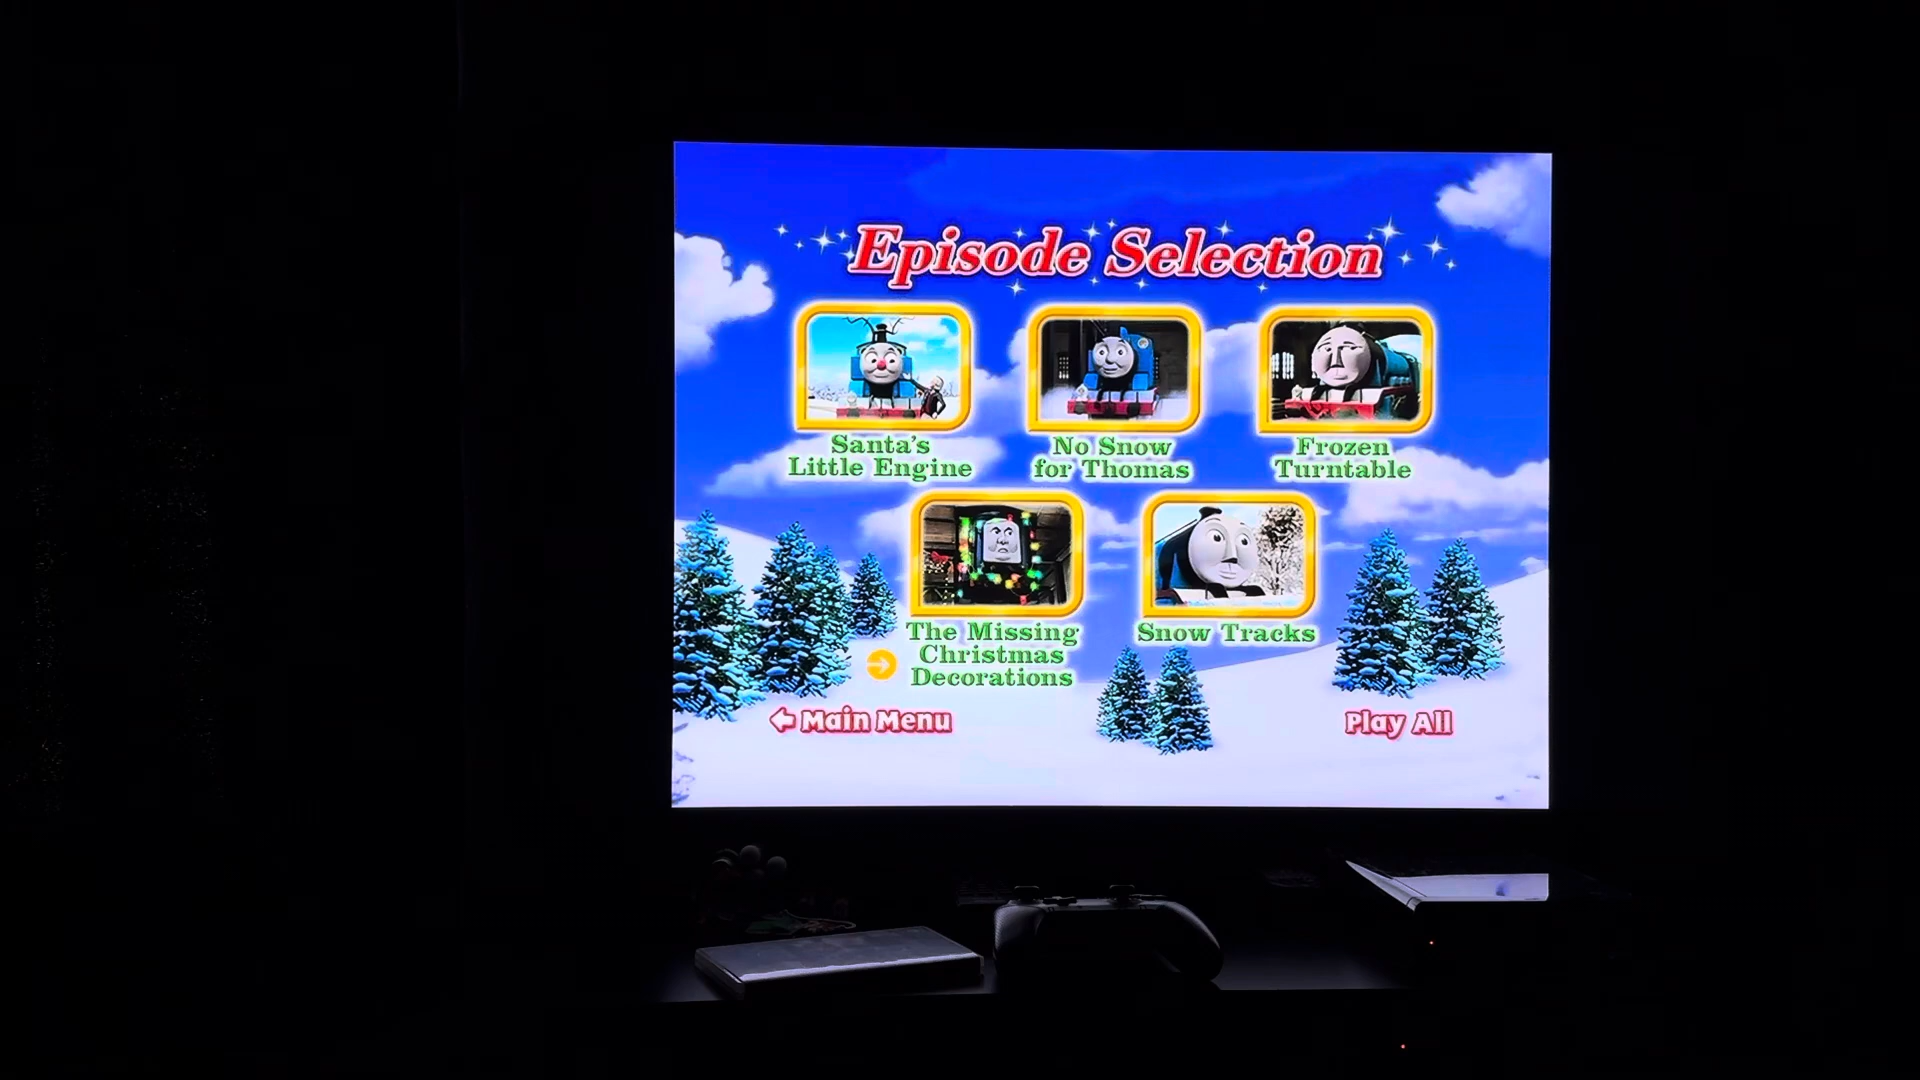 Episode Selection
Santa's
Little Engine
No Snow
for Thomas
Frozen
Turntable
The Missing
Christmas
Decorations
Snow Tracks
Main Menu
Play All